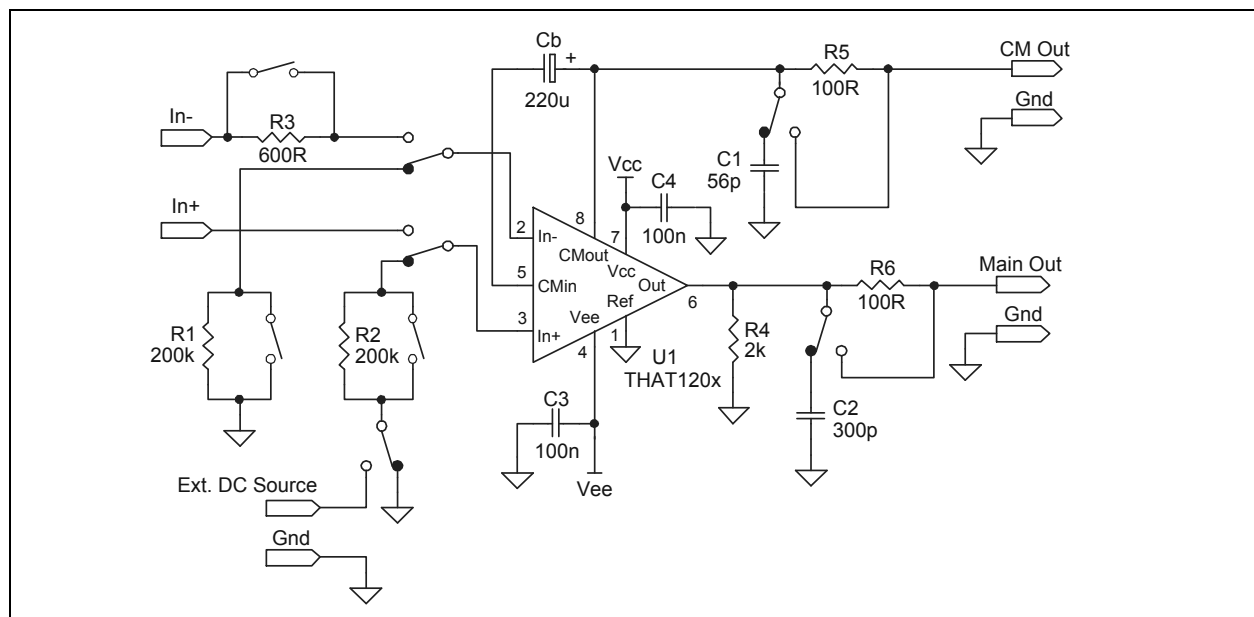 Cb
+
220u
R5
100R
CM Out
Gnd
In-
R3
600R
C1
56p
Vcc
C4
100n
In+
8
7
2
In-
CMout
Vcc
5
CMin
Out
6
Ref
3
In+
Vee
1
4
U1
THAT120x
R6
100R
Main Out
Gnd
R4
2k
R1
200k
R2
200k
C3
100n
C2
300p
Vee
Ext. DC Source
Gnd